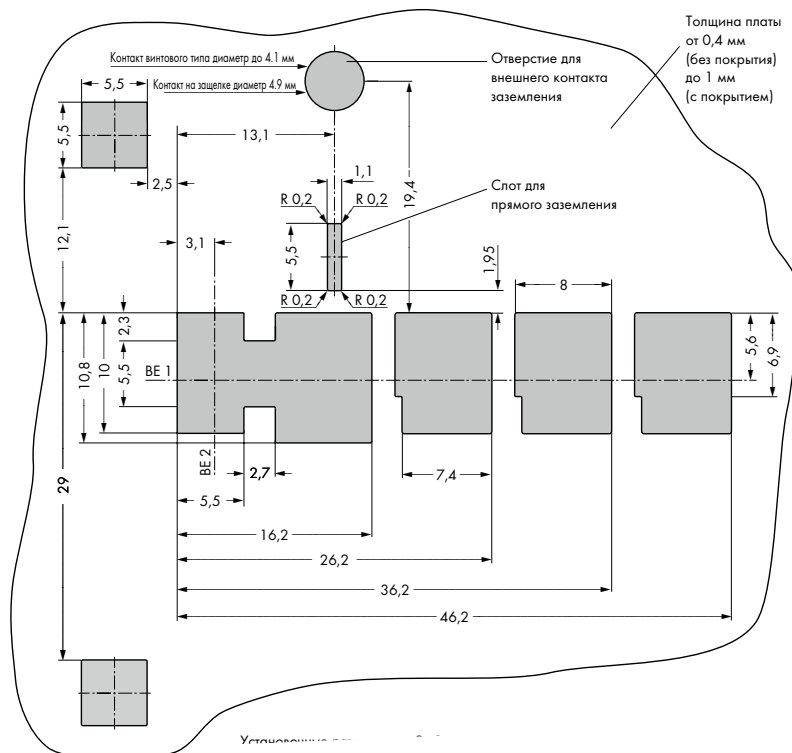 Толщина платы
от 0,4 мм
(без покрытия)
до 1 мм
(с покрытием)
Контакт винтового типа диаметр до 4.1 мм
Контакт на защелке диаметр 4.9 мм
Отверстие для
внешнего контакта
заземления
5,5
5,5
13,1
2,5
1,1
19,4
R 0,2
R 0,2
Слот для
прямого заземления
12,1
3,1
5,5
1,95
R 0,2
R 0,2
8
2,3
10,8
10
5,5
5,6
6,9
BE 1
BE 2
2,7
7,4
5,5
29
16,2
26,2
36,2
46,2